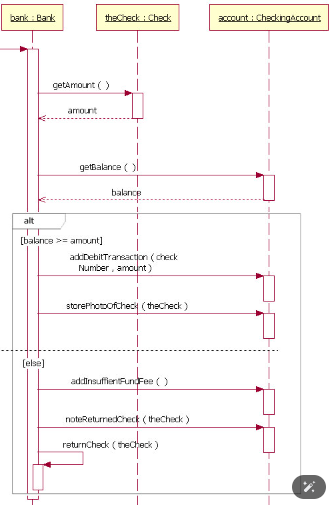 bank : Bank
theCheck : Check
account : CheckingAccount
getAmount ( )
amount
getBalance ( )
balance
alt
[balance >= amount]
addDebitTransaction ( check
Number , amount )
storePhotoOfCheck ( theCheck )
[else]
addInsuffientFundFee ( )
noteReturnedCheck ( theCheck )
returnCheck ( theCheck )